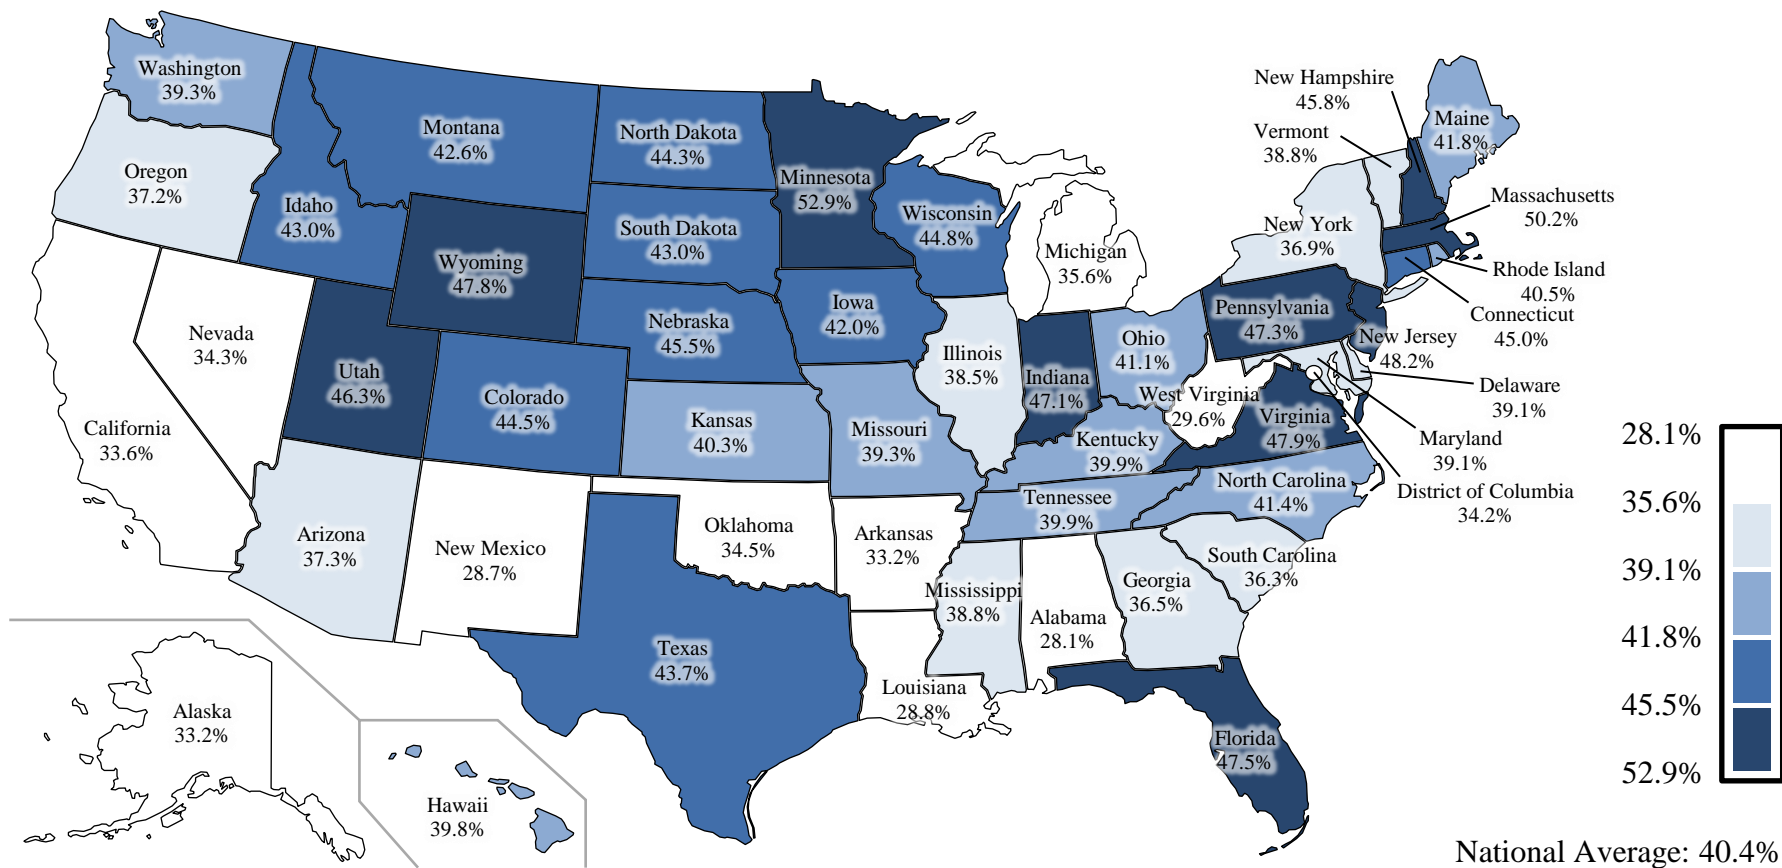 Washington
39.3%
Oregon
37.2%
Idaho
43.0%
Montana
42.6%
North Dakota
44.3%
South Dakota
43.0%
Wyoming
47.8%
Minnesota
52.9%
Wisconsin
44.8%
Michigan
35.6%
New Hampshire
45.8%
Vermont
38.8%
Maine
41.8%
Massachusetts
50.2%
New York
36.9%
Rhode Island
40.5%
Connecticut
45.0%
Pennsylvania
47.3%
New Jersey
48.2%
Delaware
39.1%
Maryland
39.1%
District of Columbia
34.2%
Nevada
34.3%
California
33.6%
Utah
46.3%
Colorado
44.5%
Nebraska
45.5%
Iowa
42.0%
Illinois
38.5%
Indiana
47.1%
Ohio
41.1%
West Virginia
29.6%
Virginia
47.9%
Kansas
40.3%
Missouri
39.3%
Kentucky
39.9%
Tennessee
39.9%
North Carolina
41.4%
South Carolina
36.3%
Arizona
37.3%
New Mexico
28.7%
Oklahoma
34.5%
Arkansas
33.2%
Mississippi
38.8%
Alabama
28.1%
Georgia
36.5%
Texas
43.7%
Louisiana
28.8%
Florida
47.5%
Alaska
33.2%
Hawaii
39.8%
28.1%
35.6%
39.1%
41.8%
45.5%
52.9%
National Average: 40.4%